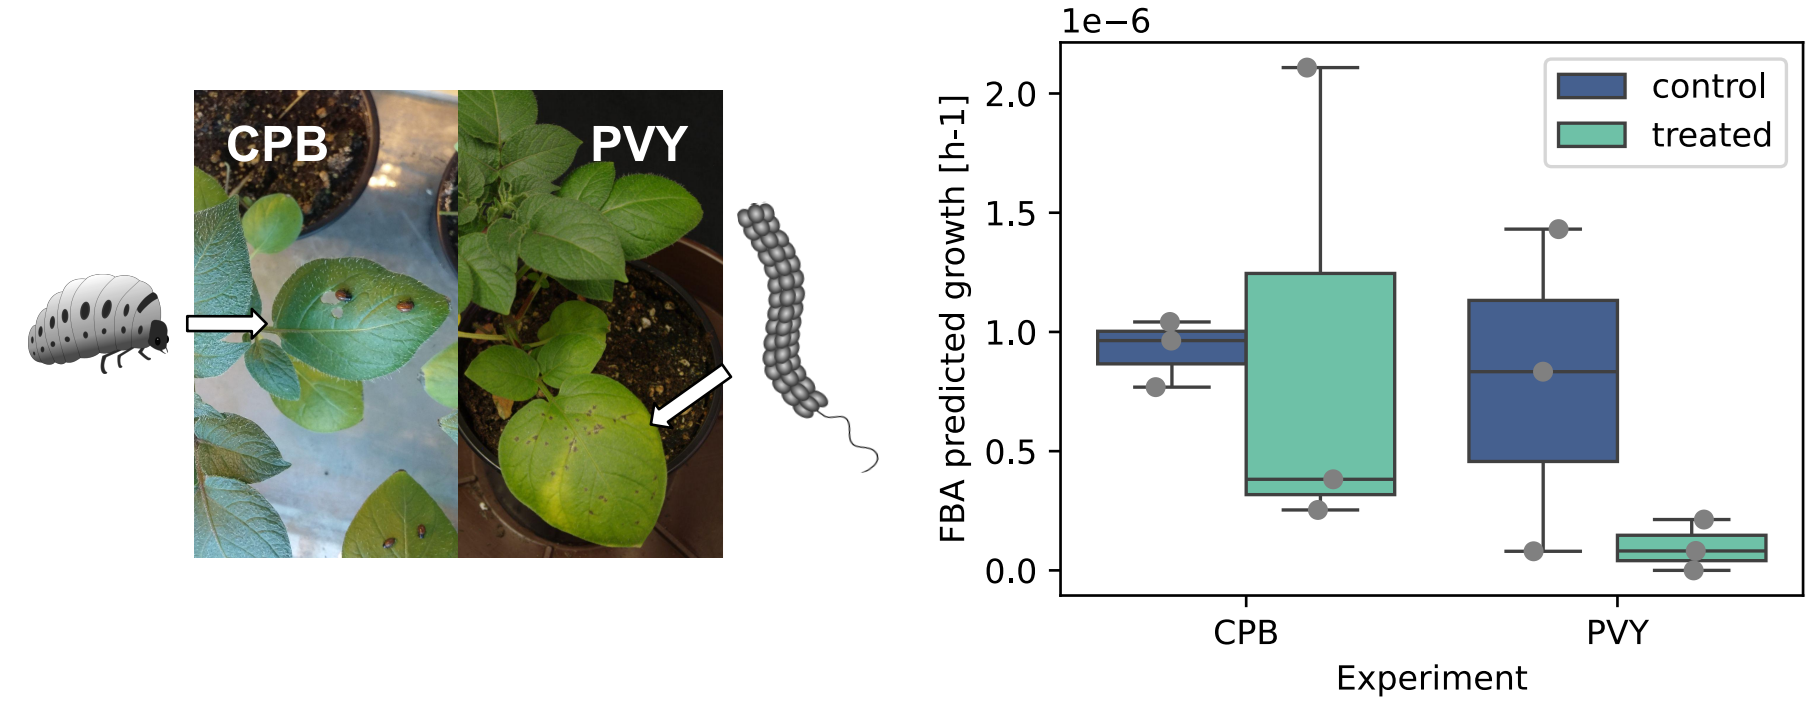 CPB
PVY
1e−6
FBA predicted growth [h-1]
2.0
1.5
1.0
0.5
0.0
control
treated
CPB
PVY
Experiment